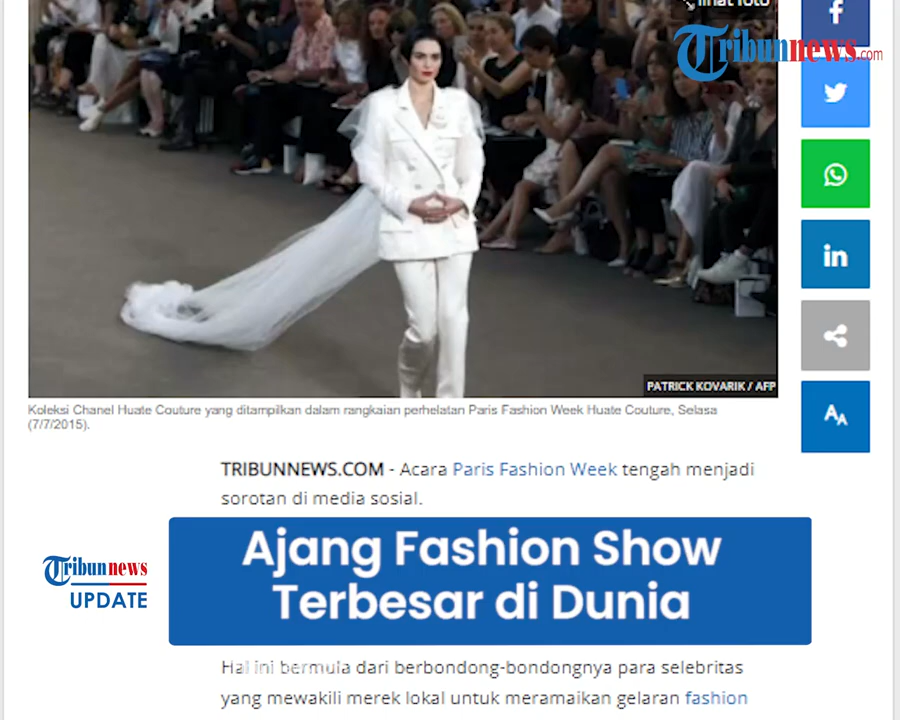 lihat foto
Tribunnews.com
PATRICK KOVARIK / AFP
Koleksi Chanel Huate Couture yang ditampilkan dalam rangkaian perhelatan Paris Fashion Week Huate Couture, Selasa
(7/7/2015).
TRIBUNNEWS.COM - Acara Paris Fashion Week tengah menjadi
sorotan di media sosial.
Ajang Fashion Show
Terbesar di Dunia
Tribunnews
UPDATE
Hal ini bermula dari berbondong-bondongnya para selebritas
yang mewakili merek lokal untuk meramaikan gelaran fashion